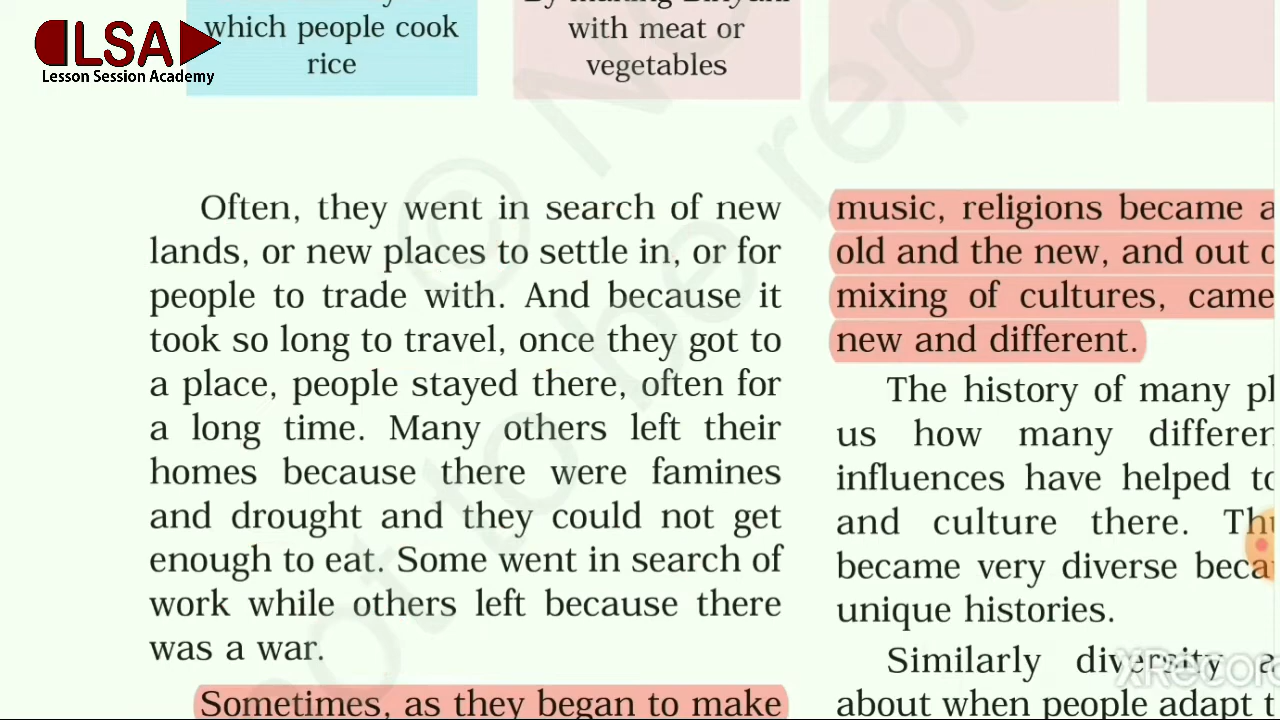 LSA
Lesson Session Academy
which people cook
rice
with meat or
vegetables
Often, they went in search of new
lands, or new places to settle in, or for
people to trade with. And because it
took so long to travel, once they got to
a place, people stayed there, often for
a long time. Many others left their
homes because there were famines
and drought and they could not get
enough to eat. Some went in search of
work while others left because there
was a war.
Sometimes, as they began to make
music, religions became a
old and the new, and out o
mixing of cultures, came
new and different.
The history of many pl
us how many differen
influences have helped to
and culture there. Thu
became very diverse beca
unique histories.
Similarly diversity a
about when people adapt t
XRecor